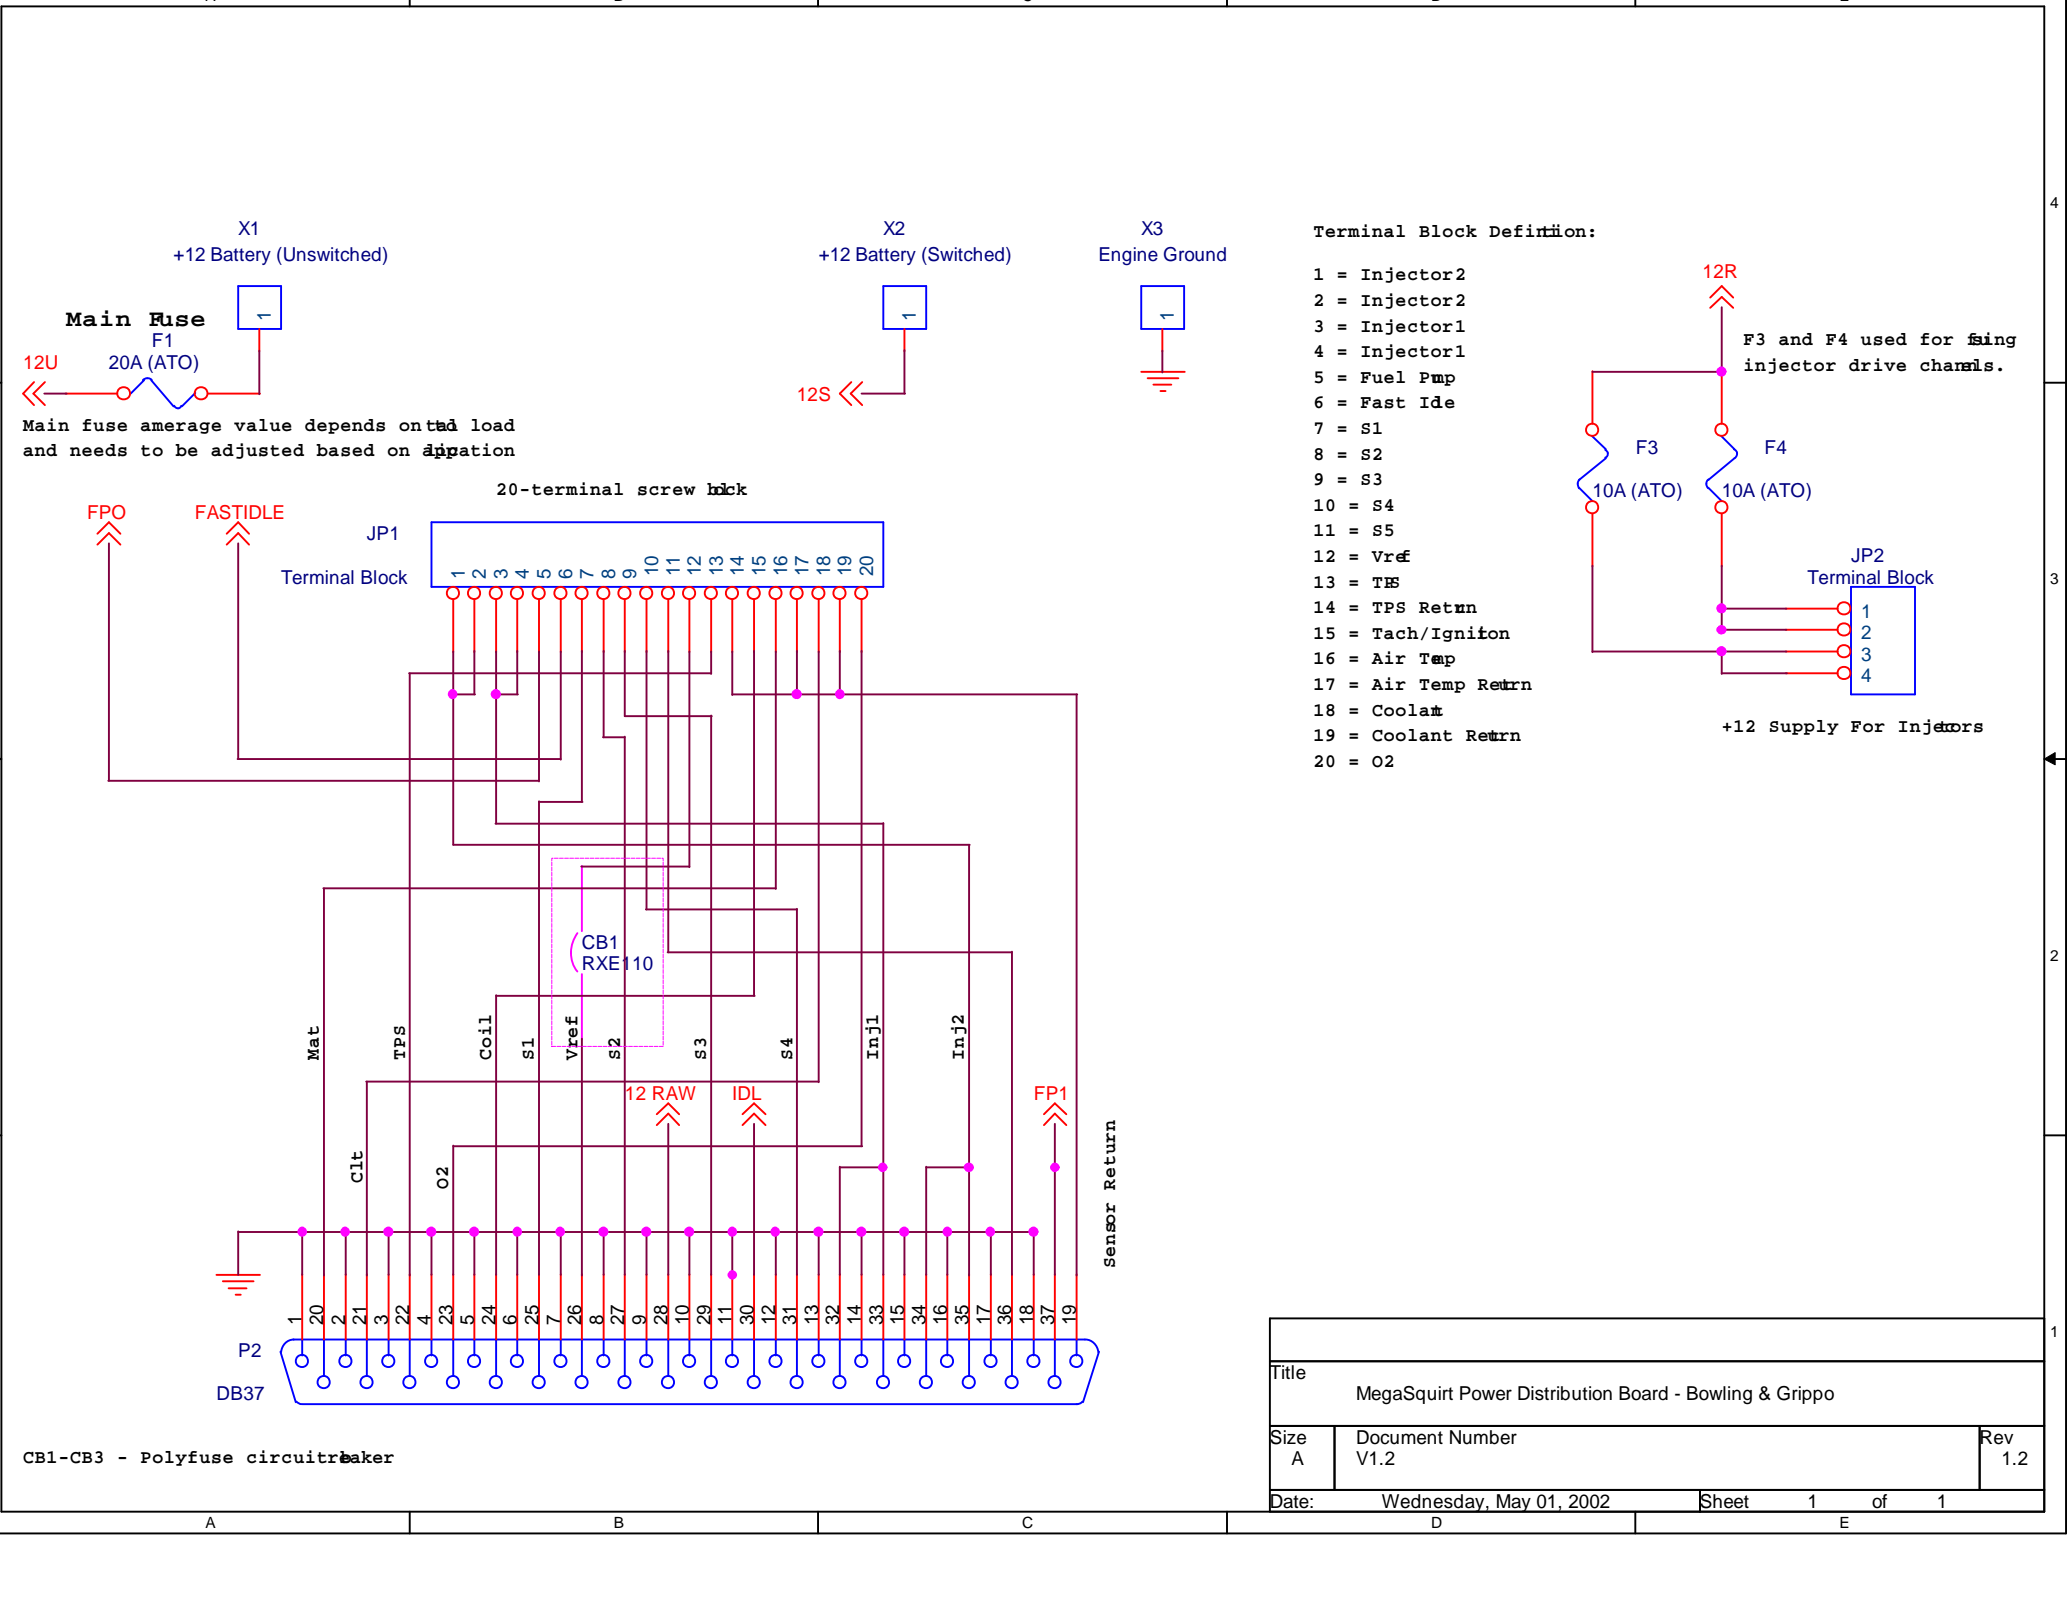 X1
+12 Battery (Unswitched)
X2
+12 Battery (Switched)
X3
Engine Ground
1
1
1
Main Fuse
F1
20A (ATO)
12U
12S
Main fuse amerage value depends on total load
and needs to be adjusted based on application
Terminal Block Defintion:
1 = Injector2
2 = Injector2
3 = Injector1
4 = Injector1
5 = Fuel Pump
6 = Fast Idle
7 = S1
8 = S2
9 = S3
10 = S4
11 = S5
12 = Vref
13 = TPS
14 = TPS Return
15 = Tach/Ignition
16 = Air Temp
17 = Air Temp Return
18 = Coolant
19 = Coolant Return
20 = O2
12R
F3 and F4 used for fusing
injector drive channels.
F3
10A (ATO)
F4
10A (ATO)
JP2
Terminal Block
1
2
3
4
+12 Supply For Injectors
FPO
FASTIDLE
20-terminal screw block
JP1
Terminal Block
1 2 3 4 5 6 7 8 9 10 11 12 13 14 15 16 17 18 19 20
CB1
RXE110
Mat
TPS
Coil
S1
Vref
S2
S3
S4
Inj1
Inj2
12 RAW
IDL
FP1
Clt
O2
Sensor Return
1 20 2 21 3 22 4 23 5 24 6 25 7 26 8 27 9 28 10 29 11 30 12 31 13 32 14 33 15 34 16 35 17 36 18 37 19
P2
DB37
CB1-CB3 - Polyfuse circuit breaker
Title
MegaSquirt Power Distribution Board - Bowling & Grippo
Size
A
Document Number
V1.2
Rev
1.2
Date:
Wednesday, May 01, 2002
Sheet 1 of 1
4
3
2
1
A B C D E